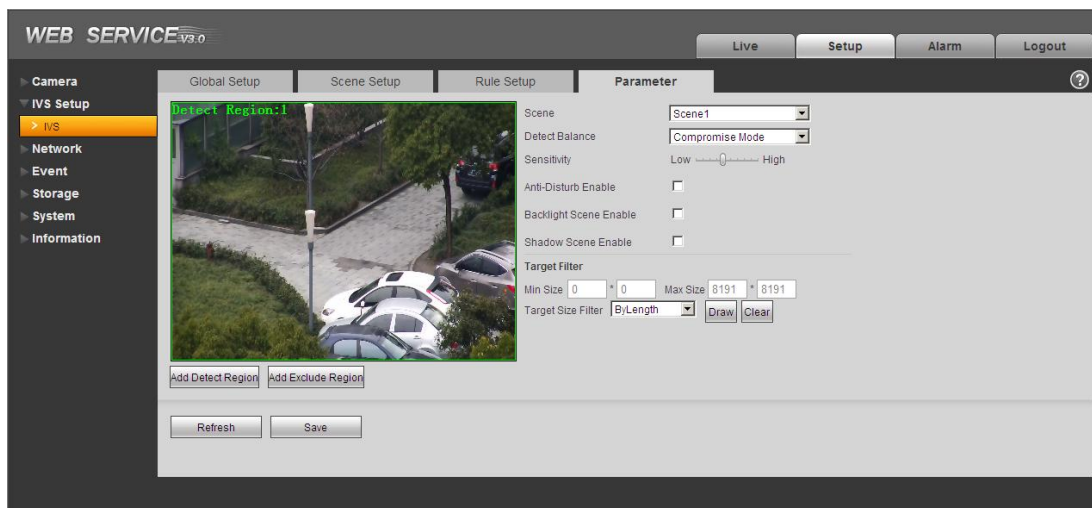 WEB SERVICE V3.0
Live Setup Alarm Logout
Camera
IVS Setup
IVS
Network
Event
Storage
System
Information
Global Setup Scene Setup Rule Setup Parameter ?
Detect Region:1
Scene Scene1
Detect Balance Compromise Mode
Sensitivity Low High
Anti-Disturb Enable
Backlight Scene Enable
Shadow Scene Enable
Target Filter
Min Size 0 * 0 Max Size 8191 * 8191
Target Size Filter ByLength Draw Clear
Add Detect Region Add Exclude Region
Refresh Save